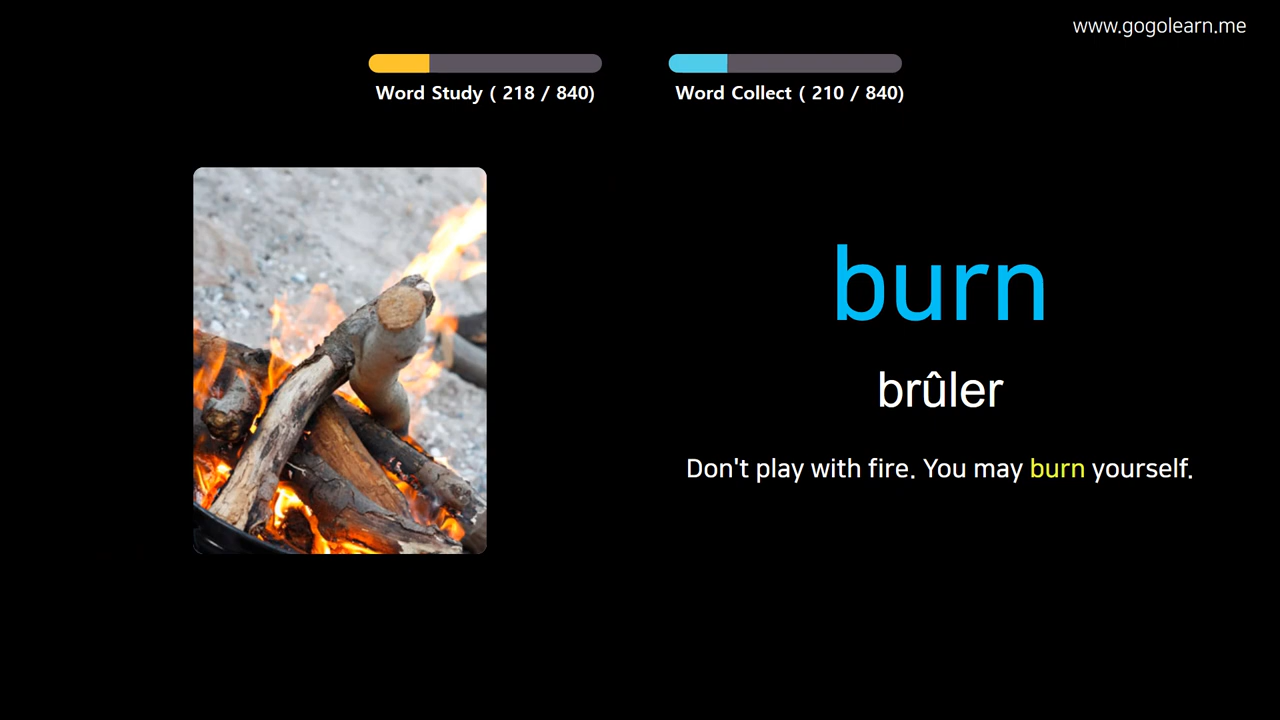 www.gogolearn.me
Word Study ( 218 / 840)
Word Collect ( 210 / 840)
burn
brûler
Don't play with fire. You may burn yourself.